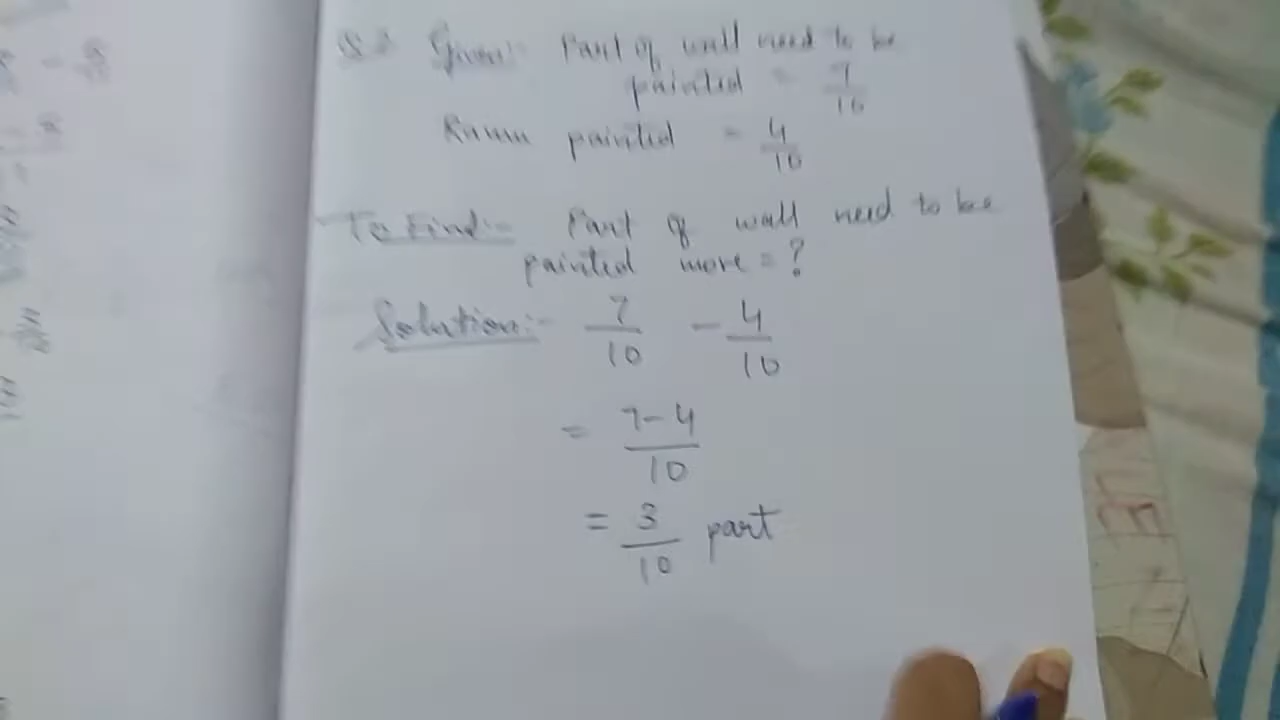 Given:- Part of wall need to be
painted = 7/10
Ramu painted = 4/10
To Find:- Part of wall need to be
painted more = ?
Solution:- 7/10 - 4/10
= 7-4/10
= 3/10 part